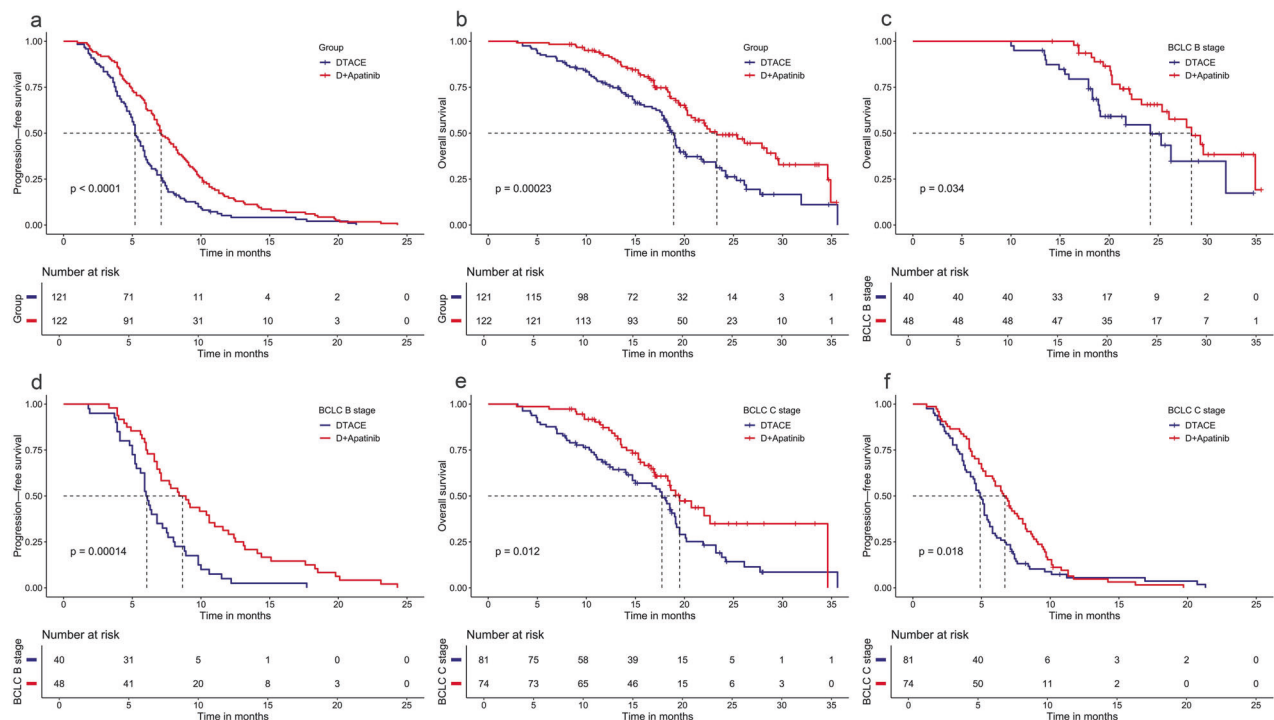 a
Progression—free survival
1.00
0.75
0.50
0.25
0.00
Group
DTACE
D+Apatinib
p < 0.0001
0 5 10 15 20 25
Time in months
Number at risk
Group
121 71 11 4 2 0
122 91 31 10 3 0
0 5 10 15 20 25
Time in months
b
Overall survival
1.00
0.75
0.50
0.25
0.00
Group
DTACE
D+Apatinib
p = 0.00023
0 5 10 15 20 25 30 35
Time in months
Number at risk
Group
121 115 98 72 32 14 3 1
122 121 113 93 50 23 10 1
0 5 10 15 20 25 30 35
Time in months
c
Overall survival
1.00
0.75
0.50
0.25
0.00
BCLC B stage
DTACE
D+Apatinib
p = 0.034
0 5 10 15 20 25 30 35
Time in months
Number at risk
BCLC B stage
40 40 40 33 17 9 2 0
48 48 48 47 35 17 7 1
0 5 10 15 20 25 30 35
Time in months
d
Progression—free survival
1.00
0.75
0.50
0.25
0.00
BCLC B stage
DTACE
D+Apatinib
p = 0.00014
0 5 10 15 20 25
Time in months
Number at risk
BCLC B stage
40 31 5 1 0 0
48 41 20 8 3 0
0 5 10 15 20 25
Time in months
e
Overall survival
1.00
0.75
0.50
0.25
0.00
BCLC C stage
DTACE
D+Apatinib
p = 0.012
0 5 10 15 20 25 30 35
Time in months
Number at risk
BCLC C stage
81 75 58 39 15 5 1 1
74 73 65 46 15 6 3 0
0 5 10 15 20 25 30 35
Time in months
f
Progression—free survival
1.00
0.75
0.50
0.25
0.00
BCLC C stage
DTACE
D+Apatinib
p = 0.018
0 5 10 15 20 25
Time in months
Number at risk
BCLC C stage
81 40 6 3 2 0
74 50 11 2 0 0
0 5 10 15 20 25
Time in months